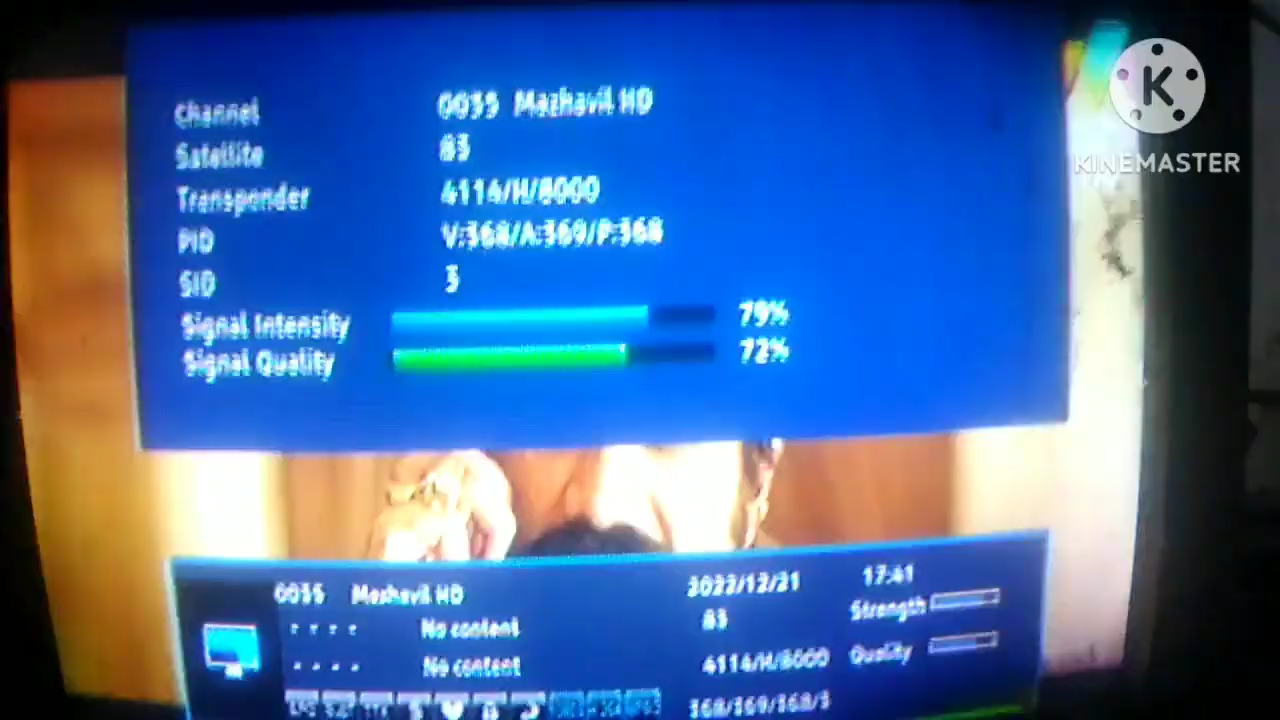 Channel 0035 Mazhavil HD
Satellite 83
Transponder 4114/H/8000
PID V:368/A:369/P:368
SID 3
Signal Intensity 79%
Signal Quality 72%
K
KINEMASTER
0035 Mazhavil HD 2022/12/21 17:41
No content 83 Strength
No content 4114/H/8000 Quality
368/369/368/3